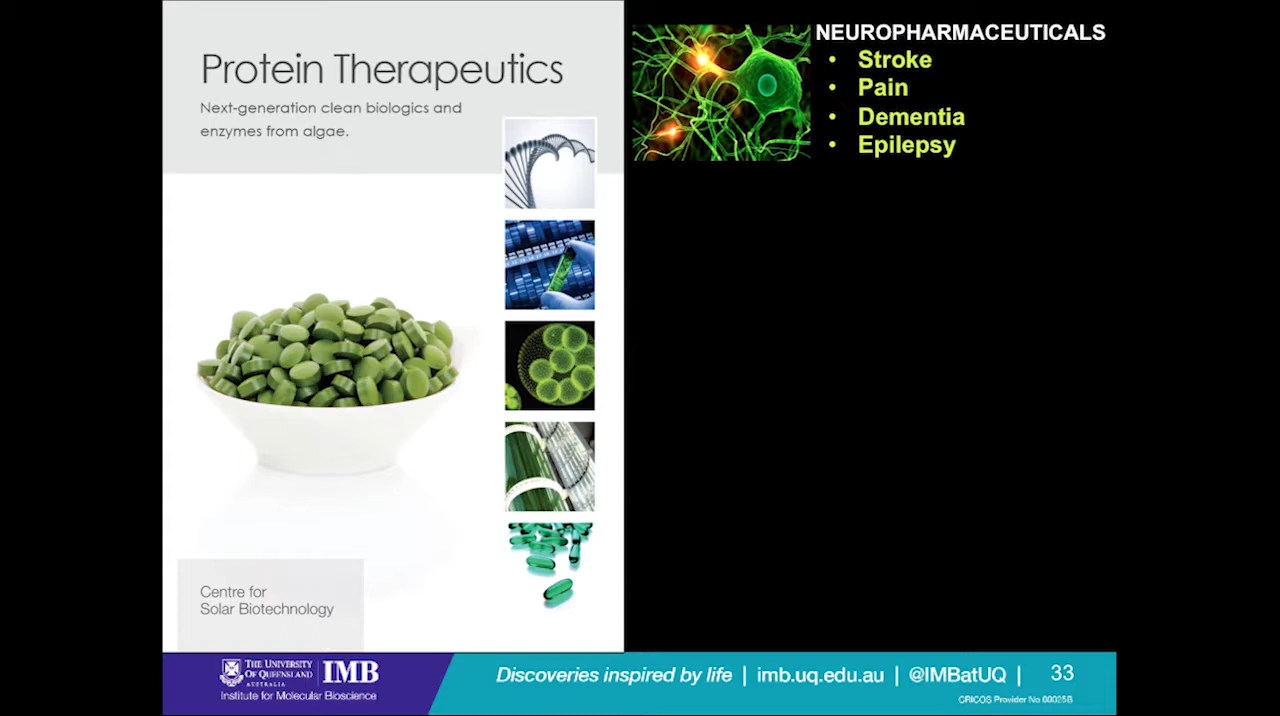 Protein Therapeutics
Next-generation clean biologics and
enzymes from algae.
Centre for
Solar Biotechnology
NEUROPHARMACEUTICALS
• Stroke
• Pain
• Dementia
• Epilepsy
THE UNIVERSITY
OF QUEENSLAND
AUSTRALIA
IMB
Institute for Molecular Bioscience
Discoveries inspired by life | imb.uq.edu.au | @IMBatUQ | 33
CRICOS Provider No 00025B